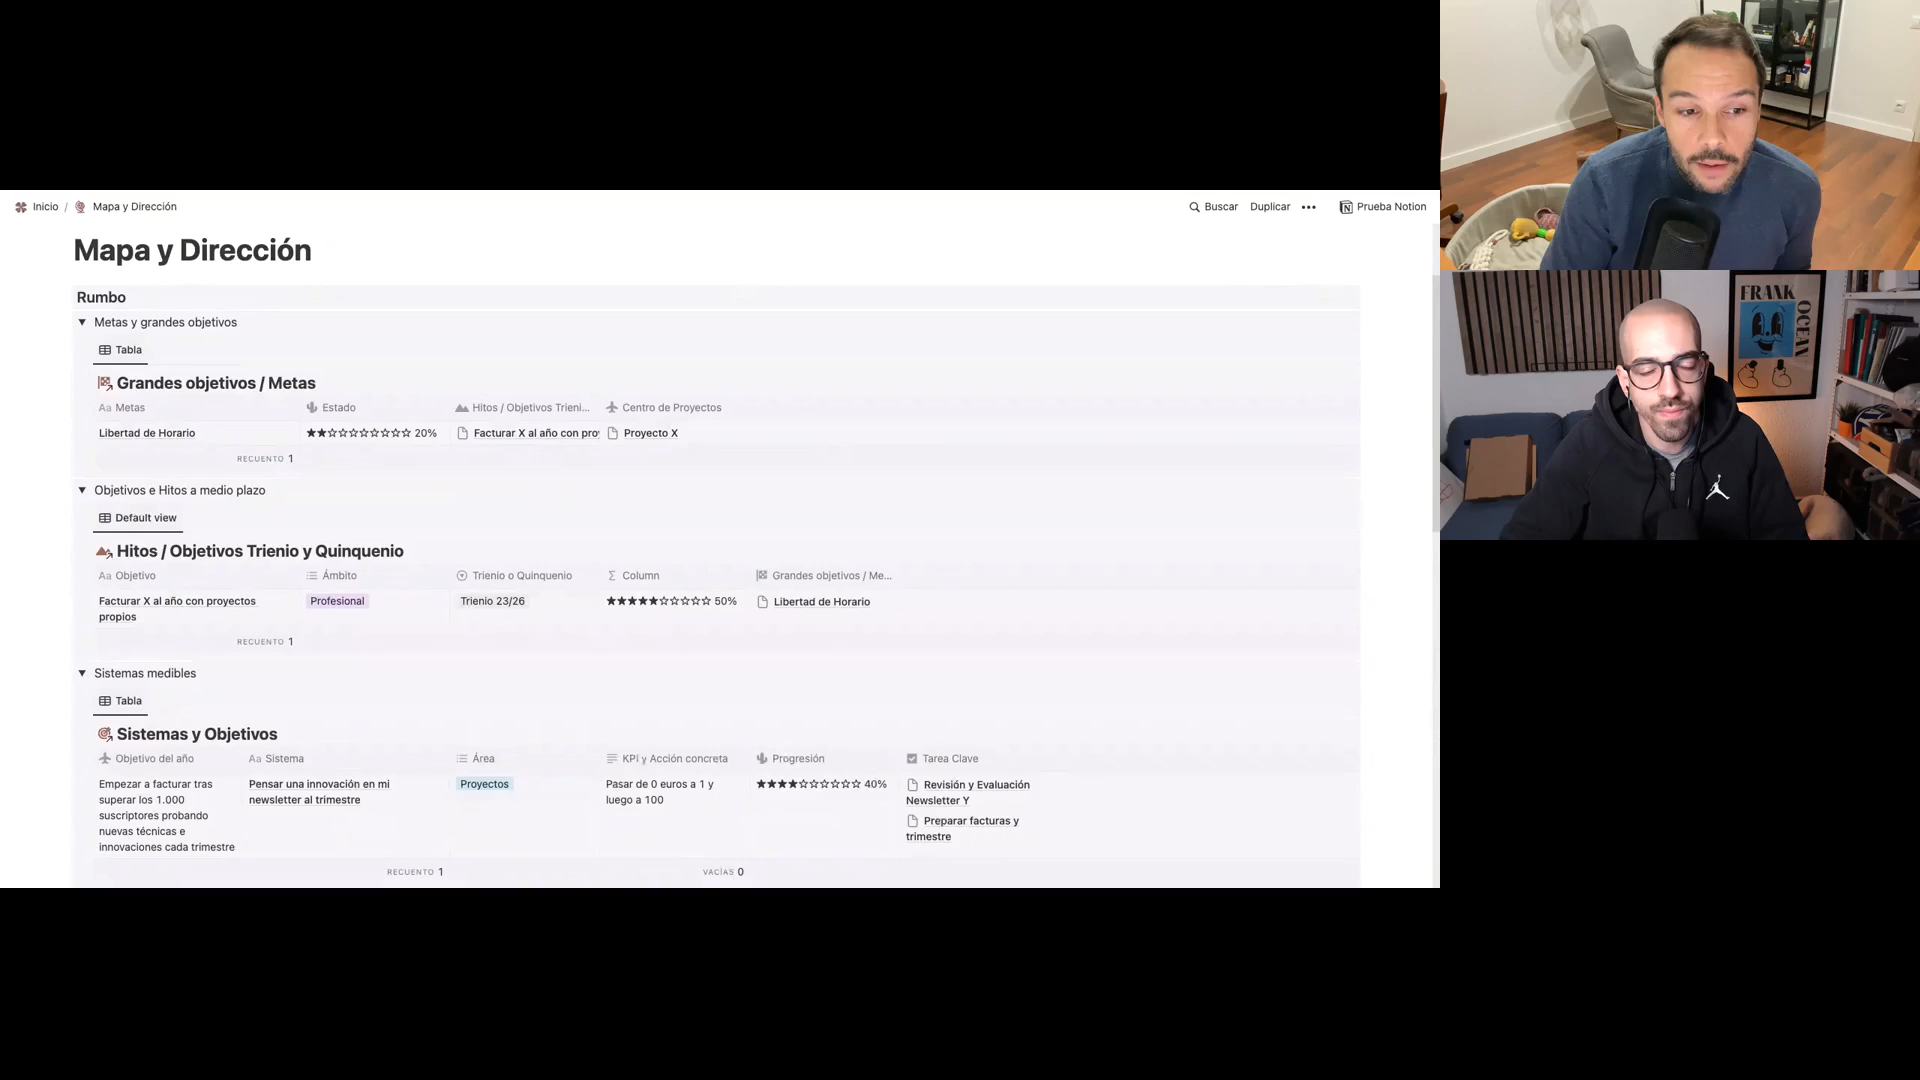 Inicio / Mapa y Dirección
Buscar Duplicar ••• Prueba Notion
Mapa y Dirección
Rumbo
Metas y grandes objetivos
Tabla
Grandes objetivos / Metas
Aa Metas Estado Hitos / Objetivos Trieni... Centro de Proyectos
Libertad de Horario ★★☆☆☆☆☆☆☆☆ 20% Facturar X al año con pro Proyecto X
RECUENTO 1
Objetivos e Hitos a medio plazo
Default view
Hitos / Objetivos Trienio y Quinquenio
Aa Objetivo Ámbito Trienio o Quinquenio Σ Column Grandes objetivos / Me...
Facturar X al año con proyectos propios Profesional Trienio 23/26 ★★★★★☆☆☆☆☆ 50% Libertad de Horario
RECUENTO 1
Sistemas medibles
Tabla
Sistemas y Objetivos
Objetivo del año Aa Sistema Área KPI y Acción concreta Progresión Tarea Clave
Empezar a facturar tras
superar los 1.000
suscriptores probando
nuevas técnicas e
innovaciones cada trimestre
Pensar una innovación en mi
newsletter al trimestre
Proyectos
Pasar de 0 euros a 1 y
luego a 100
★★★★☆☆☆☆☆☆ 40%
Revisión y Evaluación
Newsletter Y
Preparar facturas y
trimestre
RECUENTO 1 VACÍAS 0
FRANK
OCEAN